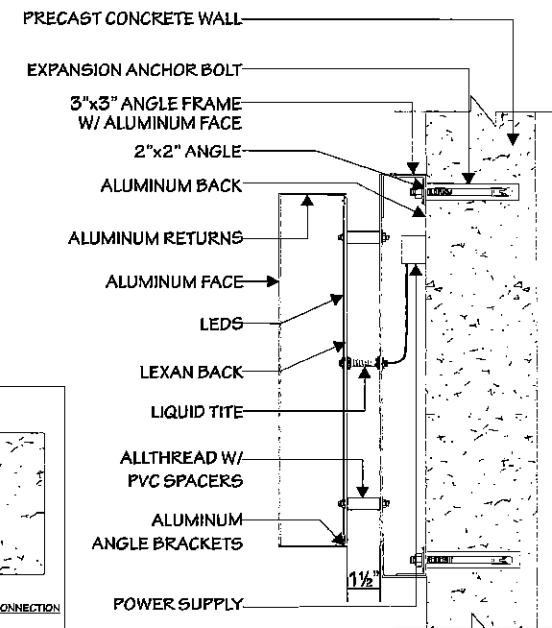 PRECAST CONCRETE WALL
EXPANSION ANCHOR BOLT
3"x3" ANGLE FRAME
W/ ALUMINUM FACE
2"x2" ANGLE
ALUMINUM BACK
ALUMINUM RETURNS
ALUMINUM FACE
LEDS
LEXAN BACK
LIQUID TITE
ALLTHREAD W/
PVC SPACERS
ALUMINUM
ANGLE BRACKETS
1½"
POWER SUPPLY
ONNECTION